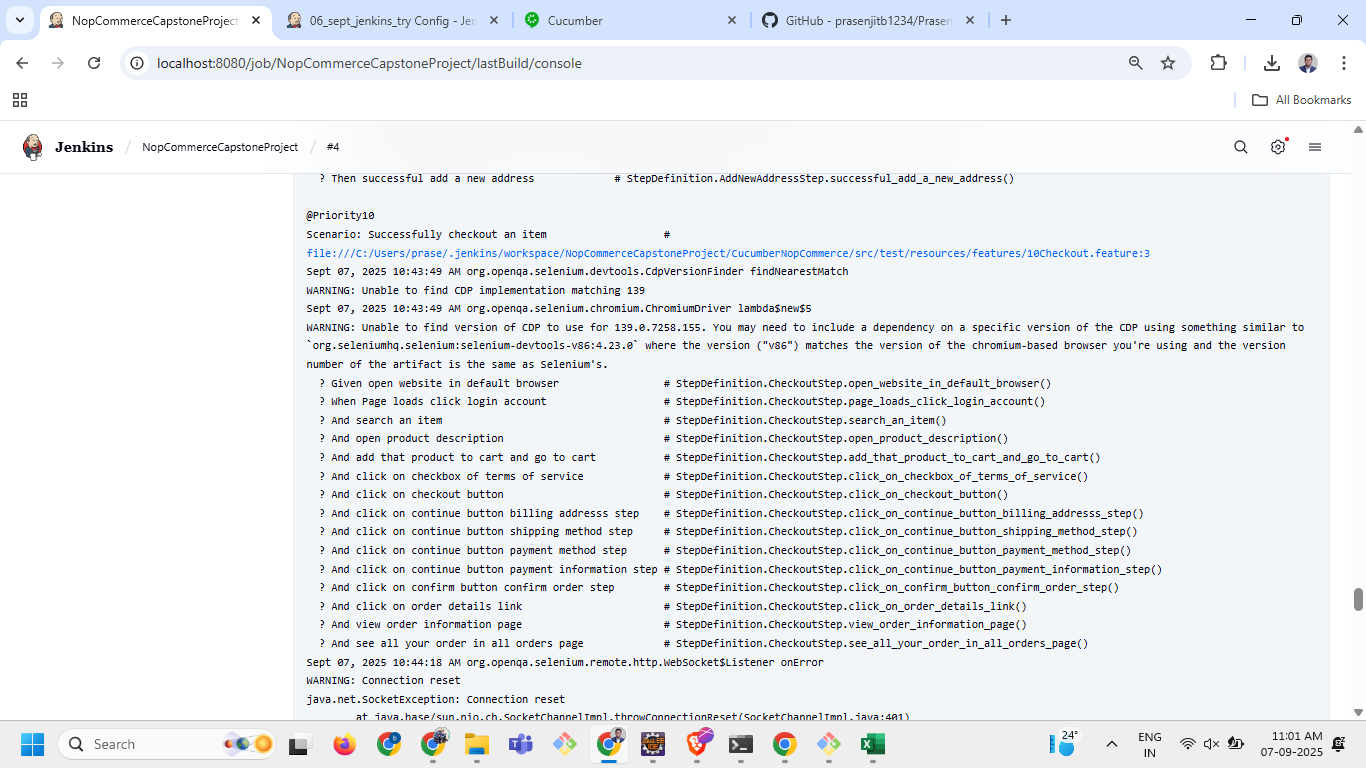 NopCommerceCapstoneProject
06_sept_jenkins_try Config - Jen
Cucumber
GitHub - prasenjitb1234/Prasen
localhost:8080/job/NopCommerceCapstoneProject/lastBuild/console
All Bookmarks
Jenkins / NopCommerceCapstoneProject / #4
? Then successful add a new address # StepDefinition.AddNewAddressStep.successful_add_a_new_address()
@Priority10
Scenario: Successfully checkout an item #
file:///C:/Users/prase/.jenkins/workspace/NopCommerceCapstoneProject/CucumberNopCommerce/src/test/resources/features/10Checkout.feature:3
Sept 07, 2025 10:43:49 AM org.openqa.selenium.devtools.CdpVersionFinder findNearestMatch
WARNING: Unable to find CDP implementation matching 139
Sept 07, 2025 10:43:49 AM org.openqa.selenium.chromium.ChromiumDriver lambda$new$5
WARNING: Unable to find version of CDP to use for 139.0.7258.155. You may need to include a dependency on a specific version of the CDP using something similar to
`org.seleniumhq.selenium:selenium-devtools-v86:4.23.0` where the version ("v86") matches the version of the chromium-based browser you're using and the version
number of the artifact is the same as Selenium's.
? Given open website in default browser # StepDefinition.CheckoutStep.open_website_in_default_browser()
? When Page loads click login account # StepDefinition.CheckoutStep.page_loads_click_login_account()
? And search an item # StepDefinition.CheckoutStep.search_an_item()
? And open product description # StepDefinition.CheckoutStep.open_product_description()
? And add that product to cart and go to cart # StepDefinition.CheckoutStep.add_that_product_to_cart_and_go_to_cart()
? And click on checkbox of terms of service # StepDefinition.CheckoutStep.click_on_checkbox_of_terms_of_service()
? And click on checkout button # StepDefinition.CheckoutStep.click_on_checkout_button()
? And click on continue button billing addresss step # StepDefinition.CheckoutStep.click_on_continue_button_billing_addresss_step()
? And click on continue button shipping method step # StepDefinition.CheckoutStep.click_on_continue_button_shipping_method_step()
? And click on continue button payment method step # StepDefinition.CheckoutStep.click_on_continue_button_payment_method_step()
? And click on continue button payment information step # StepDefinition.CheckoutStep.click_on_continue_button_payment_information_step()
? And click on confirm button confirm order step # StepDefinition.CheckoutStep.click_on_confirm_button_confirm_order_step()
? And click on order details link # StepDefinition.CheckoutStep.click_on_order_details_link()
? And view order information page # StepDefinition.CheckoutStep.view_order_information_page()
? And see all your order in all orders page # StepDefinition.CheckoutStep.see_all_your_order_in_all_orders_page()
Sept 07, 2025 10:44:18 AM org.openqa.selenium.remote.http.WebSocket$Listener onError
WARNING: Connection reset
java.net.SocketException: Connection reset
at java.base/sun.nio.ch.SocketChannelImpl.throwConnectionReset(SocketChannelImpl.java:401)
Search
24°
ENG
IN
11:01 AM
07-09-2025